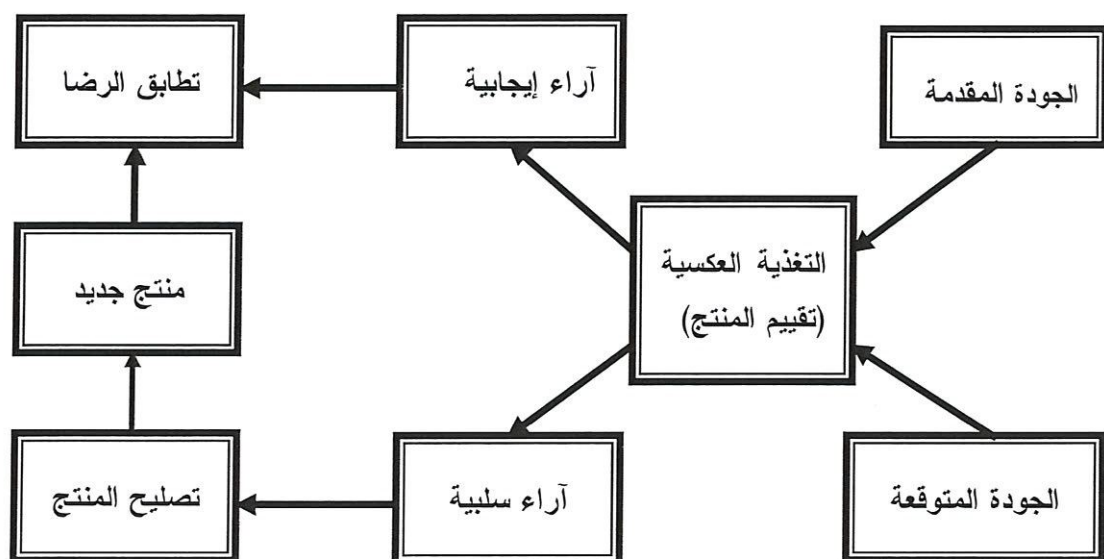 الجودة المقدمة
آراء إيجابية
تطابق الرضا
التغذية العكسية
(تقييم المنتج)
منتج جديد
الجودة المتوقعة
آراء سلبية
تصليح المنتج